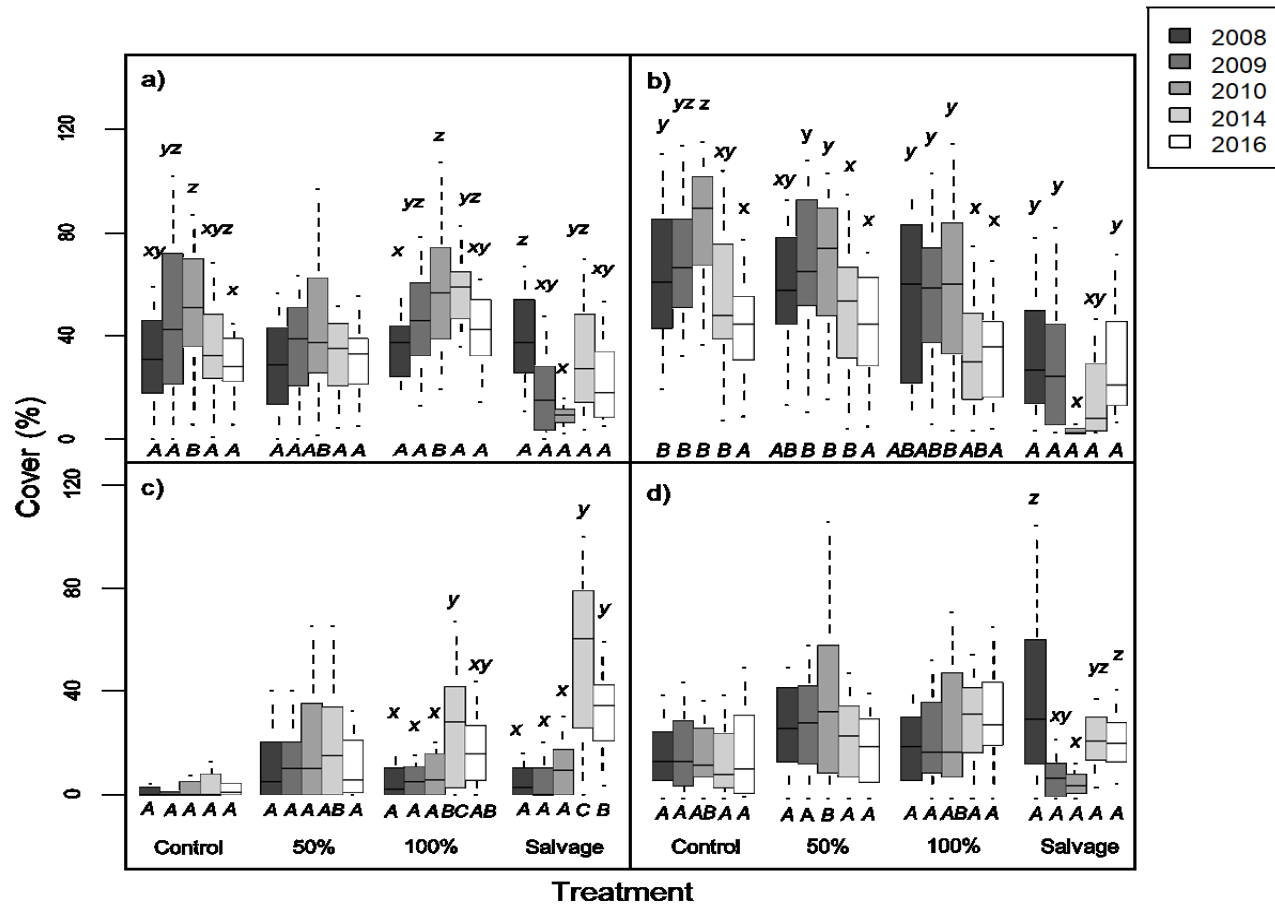 2008
2009
2010
2014
2016
a)
b)
120
80
40
0
xy yz z xyz x
x yz z yz xy
z xy x yz xy
A A B A A
A A AB A A
A A B A A
A A A A A
y yz z xy x
xy y y x x
y y y x x
y y x xy y
B B B B A
AB B B B A
AB AB B AB A
A A A A A
Cover (%)
c)
d)
120
80
40
0
x x x y xy
x x x y y
A A A A A
A A A AB A
A A A BC AB
A A A C B
z xy x yz z
A A AB A A
A A B A A
A A AB A A
A A A A A
Control 50% 100% Salvage
Control 50% 100% Salvage
Treatment